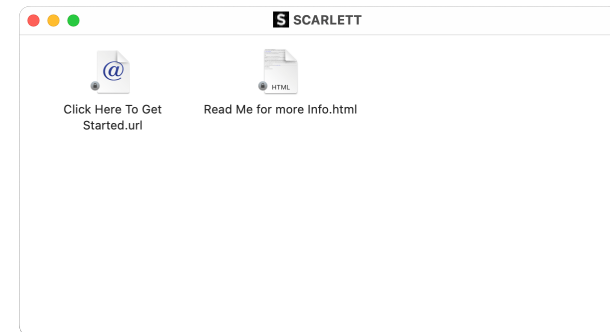 S SCARLETT
@
HTML
Click Here To Get
Started.url
Read Me for more Info.html